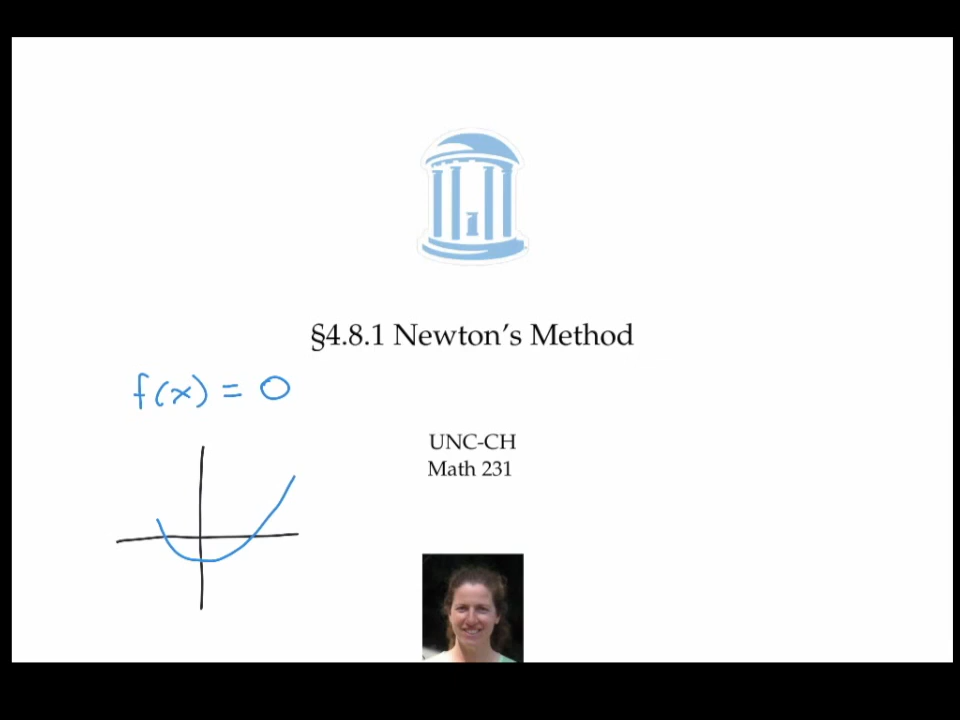 §4.8.1 Newton's Method
f(x) = 0
UNC-CH
Math 231